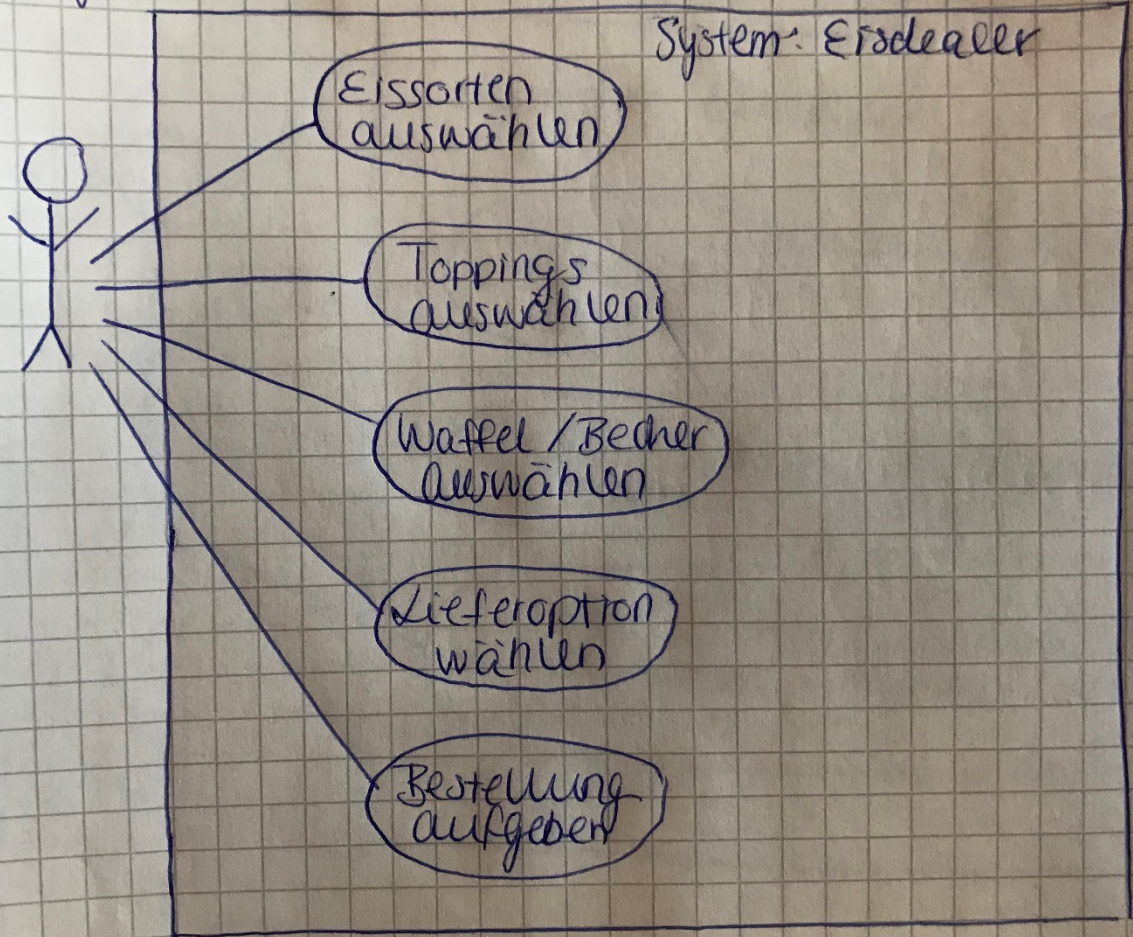 System: Eisdealer
Eissorten
auswählen
Toppings
auswählen
Waffel / Becher
auswählen
Lieferoption
wählen
Bestellung
aufgeben